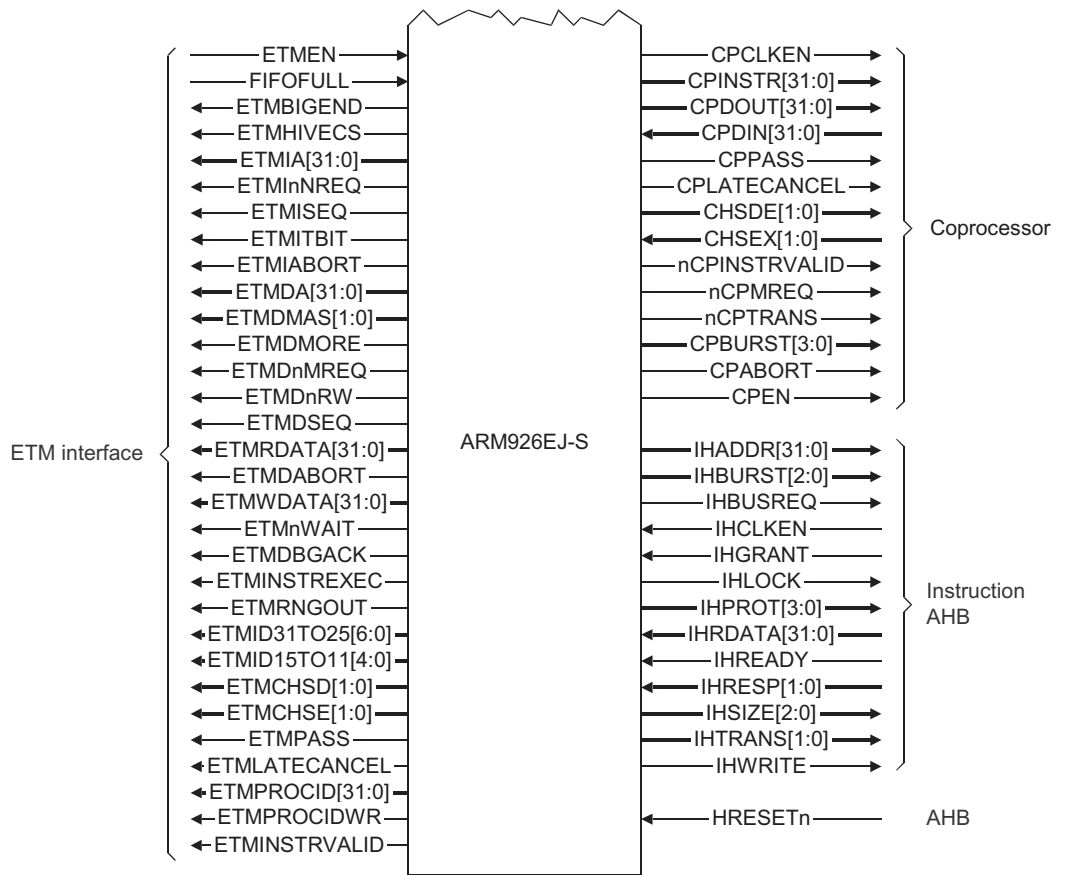 ETM interface
ETMEN
FIFOFULL
ETMBIGEND
ETMHIVECS
ETMIA[31:0]
ETMInNREQ
ETMISEQ
ETMITBIT
ETMIABORT
ETMDA[31:0]
ETMDMAS[1:0]
ETMDMORE
ETMDnMREQ
ETMDnRW
ETMDSEQ
ETMRDATA[31:0]
ETMDABORT
ETMWDATA[31:0]
ETMnWAIT
ETMDBGACK
ETMINSTREXEC
ETMRNGOUT
ETMID31TO25[6:0]
ETMID15TO11[4:0]
ETMCHSD[1:0]
ETMCHSE[1:0]
ETMPASS
ETMLATECANCEL
ETMPROCID[31:0]
ETMPROCIDWR
ETMINSTRVALID
ARM926EJ-S
CPCLKEN
CPINSTR[31:0]
CPDOUT[31:0]
CPDIN[31:0]
CPPASS
CPLATECANCEL
CHSDE[1:0]
CHSEX[1:0]
nCPINSTRVALID
nCPMREQ
nCPTRANS
CPBURST[3:0]
CPABORT
CPEN
Coprocessor
IHADDR[31:0]
IHBURST[2:0]
IHBUSREQ
IHCLKEN
IHGRANT
IHLOCK
IHPROT[3:0]
IHRDATA[31:0]
IHREADY
IHRESP[1:0]
IHSIZE[2:0]
IHTRANS[1:0]
IHWRITE
Instruction
AHB
HRESETn
AHB